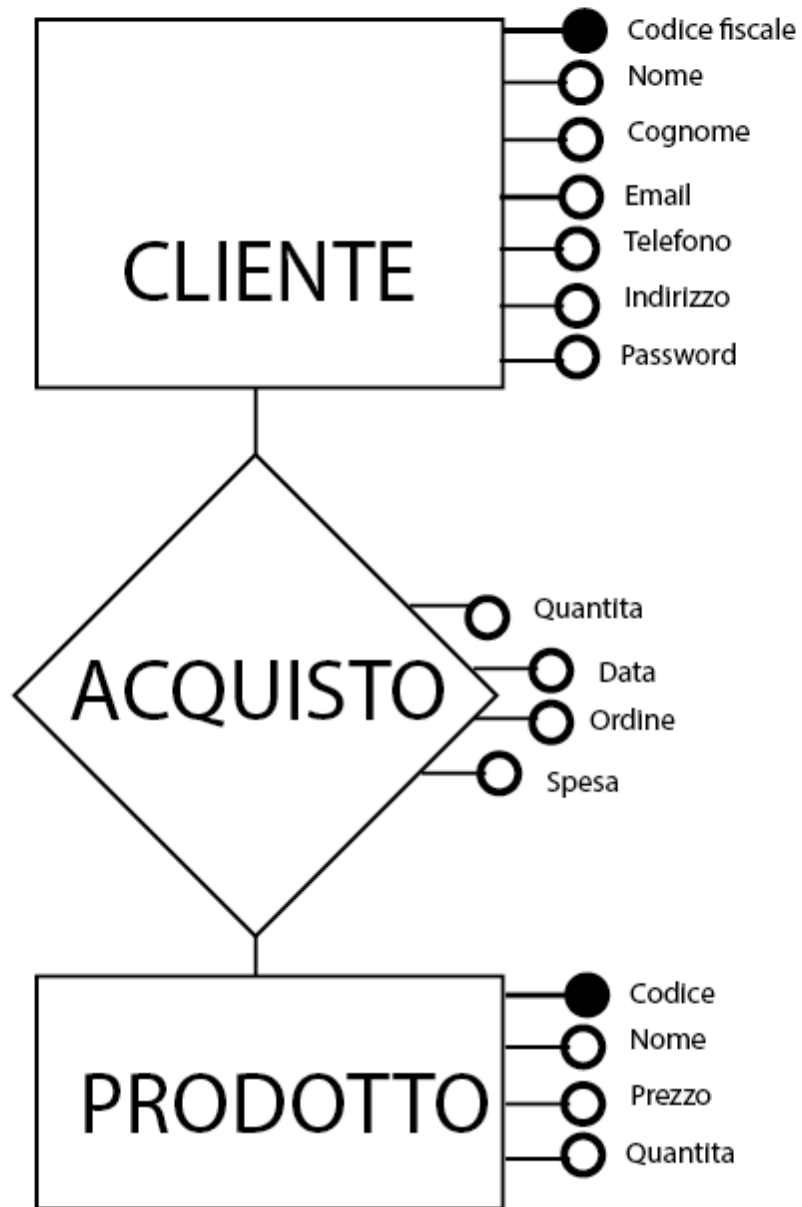 Codice fiscale
Nome
Cognome
Email
Telefono
Indirizzo
Password
CLIENTE
Quantita
Data
Ordine
Spesa
ACQUISTO
Codice
Nome
Prezzo
Quantita
PRODOTTO